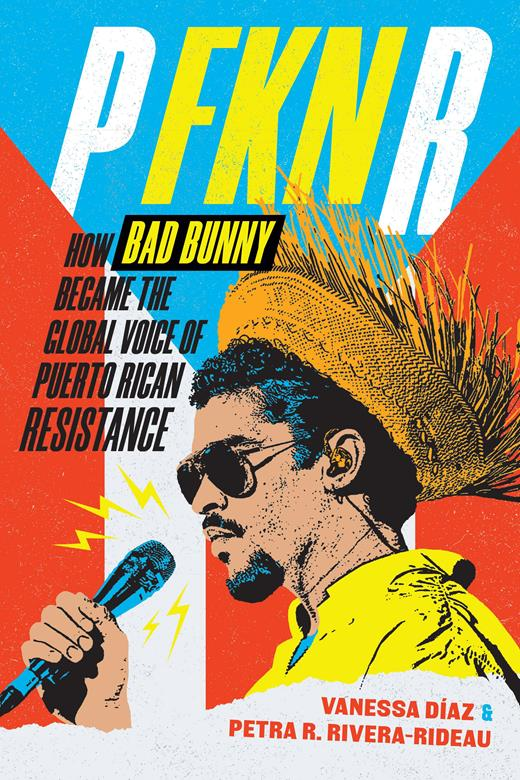 P FKN R
HOW BAD BUNNY
BECAME THE
GLOBAL VOICE OF
PUERTO RICAN
RESISTANCE
VANESSA DÍAZ &
PETRA R. RIVERA-RIDEAU